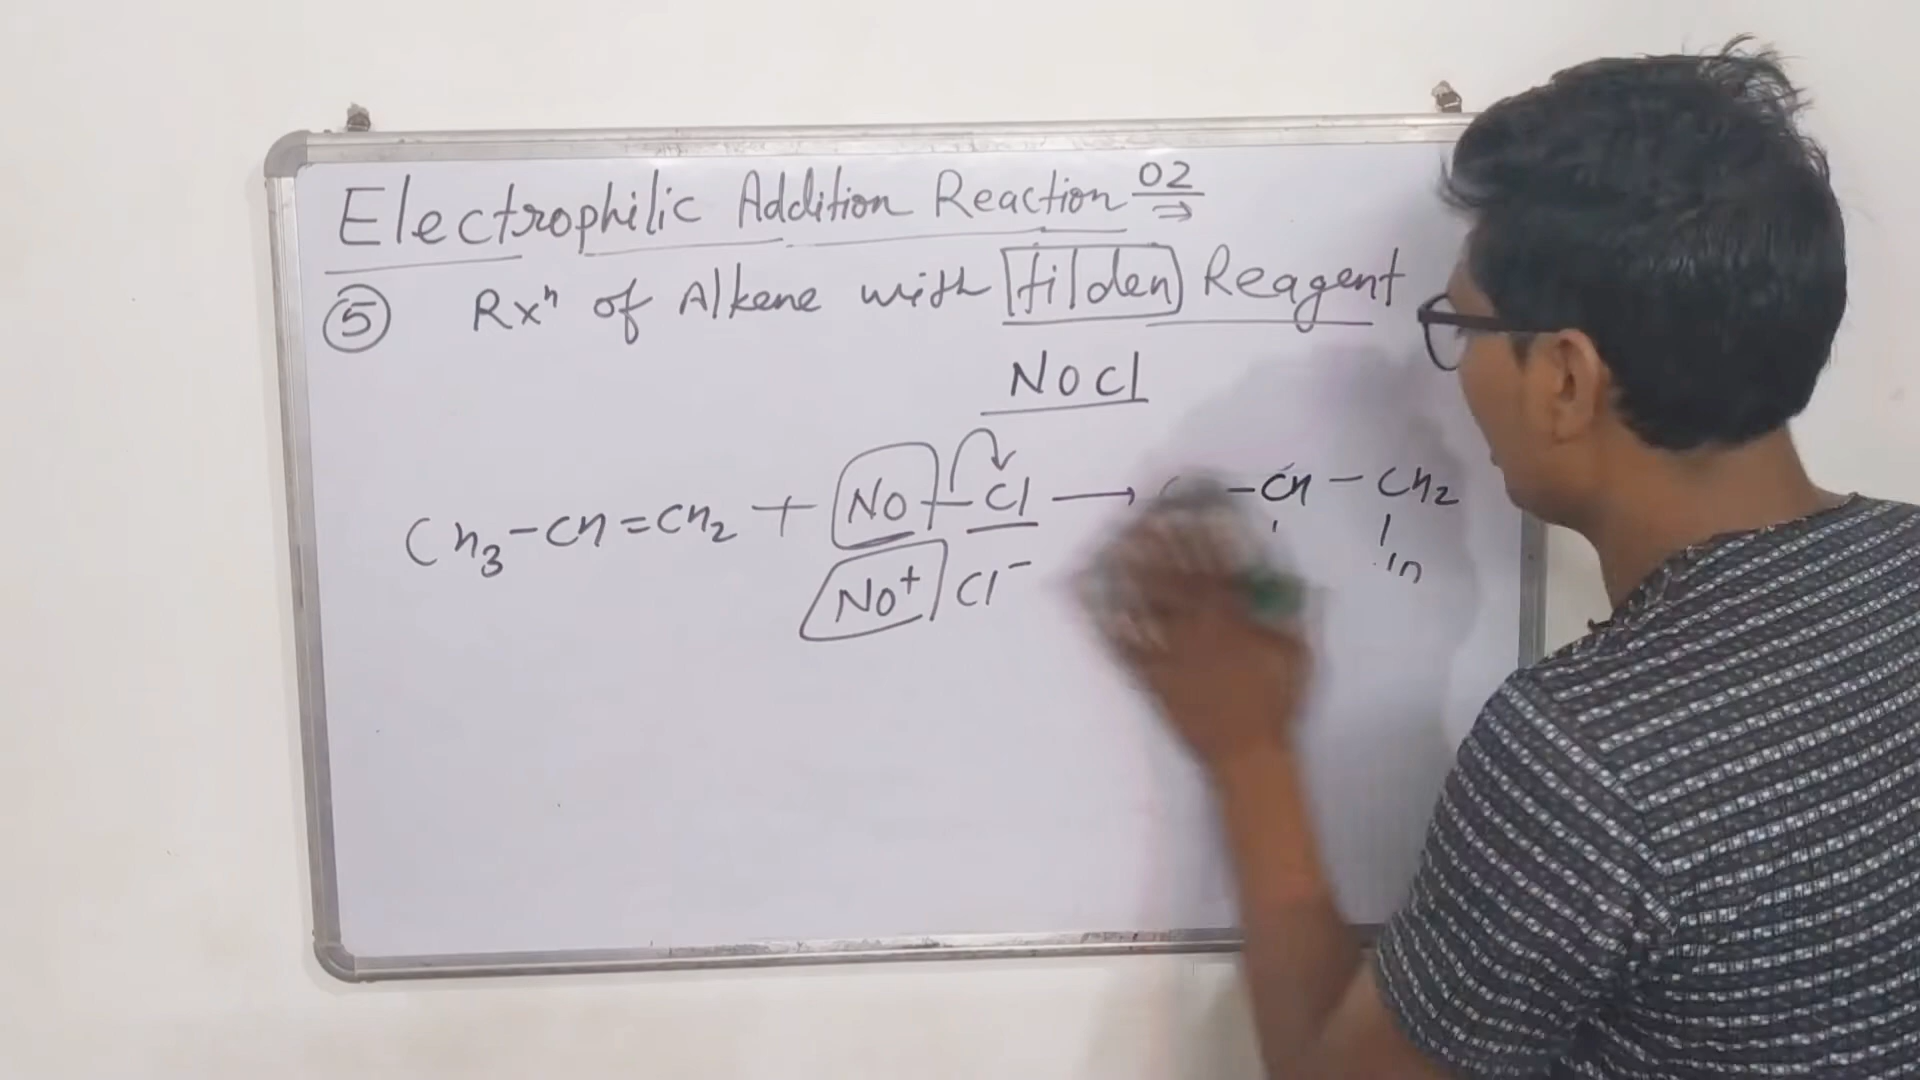 Electrophilic Addition Reaction 02 ⇒
⑤ Rxⁿ of Alkene with tilden Reagent
NOCl
CH₃-CH=CH₂ + NO-Cl → -CH-CH₂
NO⁺ Cl⁻